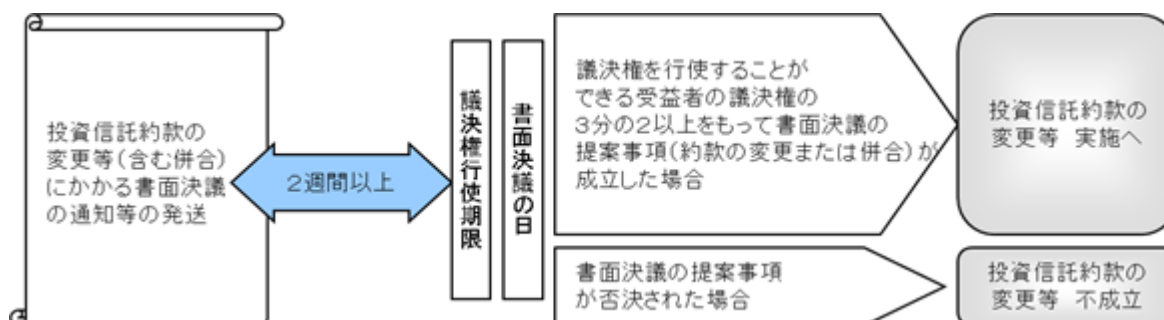 投資信託約款の
変更等(含む併合)
にかかる書面決議
の通知等の発送
2週間以上
議決権行使期限
書面決議の日
議決権を行使することが
できる受益者の議決権の
3分の2以上をもって書面決議の
提案事項(約款の変更または併合)が
成立した場合
投資信託約款の
変更等 実施へ
書面決議の提案事項
が否決された場合
投資信託約款の
変更等 不成立